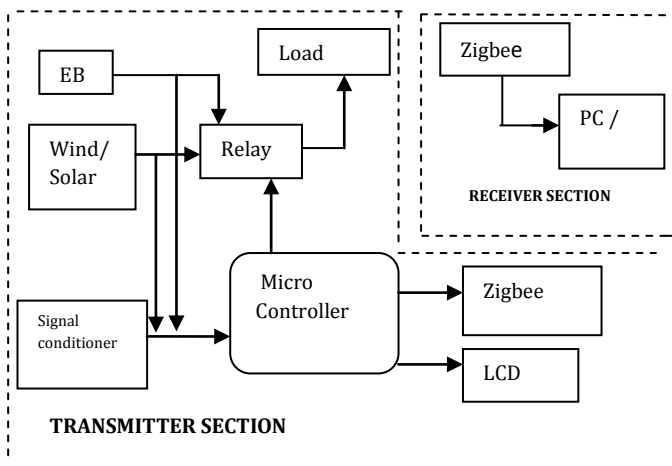 EB
Load
Wind/
Solar
Relay
Signal
conditioner
Micro
Controller
Zigbee
LCD
TRANSMITTER SECTION
Zigbee
PC /
RECEIVER SECTION